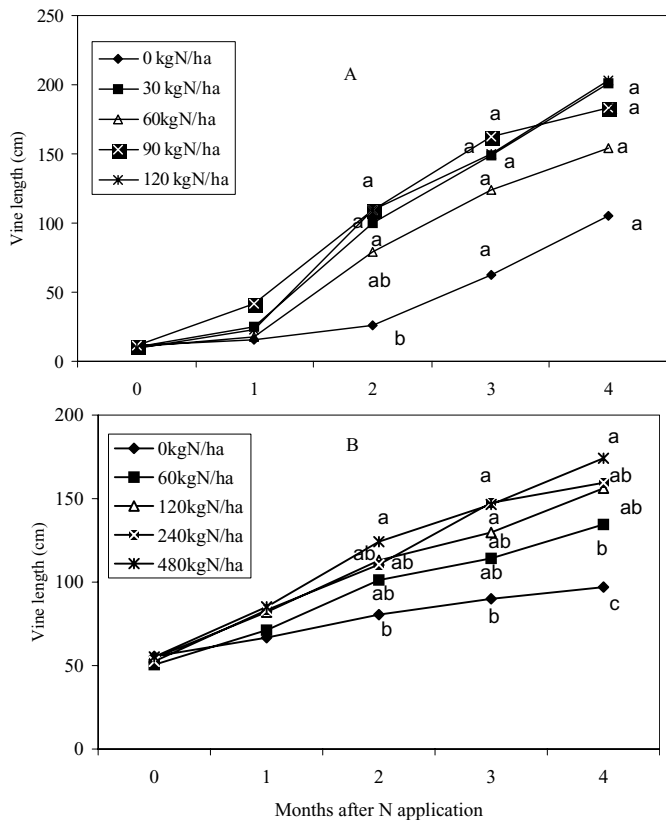 250
200
150
100
50
0
Vine length (cm)
0 kgN/ha
30 kgN/ha
60kgN/ha
90 kgN/ha
120 kgN/ha
A
a
a
a
a
a
a
a
a
a
a
a
a
ab
b
0 1 2 3 4
200
150
100
50
0
Vine length (cm)
0kgN/ha
60kgN/ha
120kgN/ha
240kgN/ha
480kgN/ha
B
a
a
ab
a
a
ab
ab
ab
ab
b
ab
ab
b
b
c
0 1 2 3 4
Months after N application